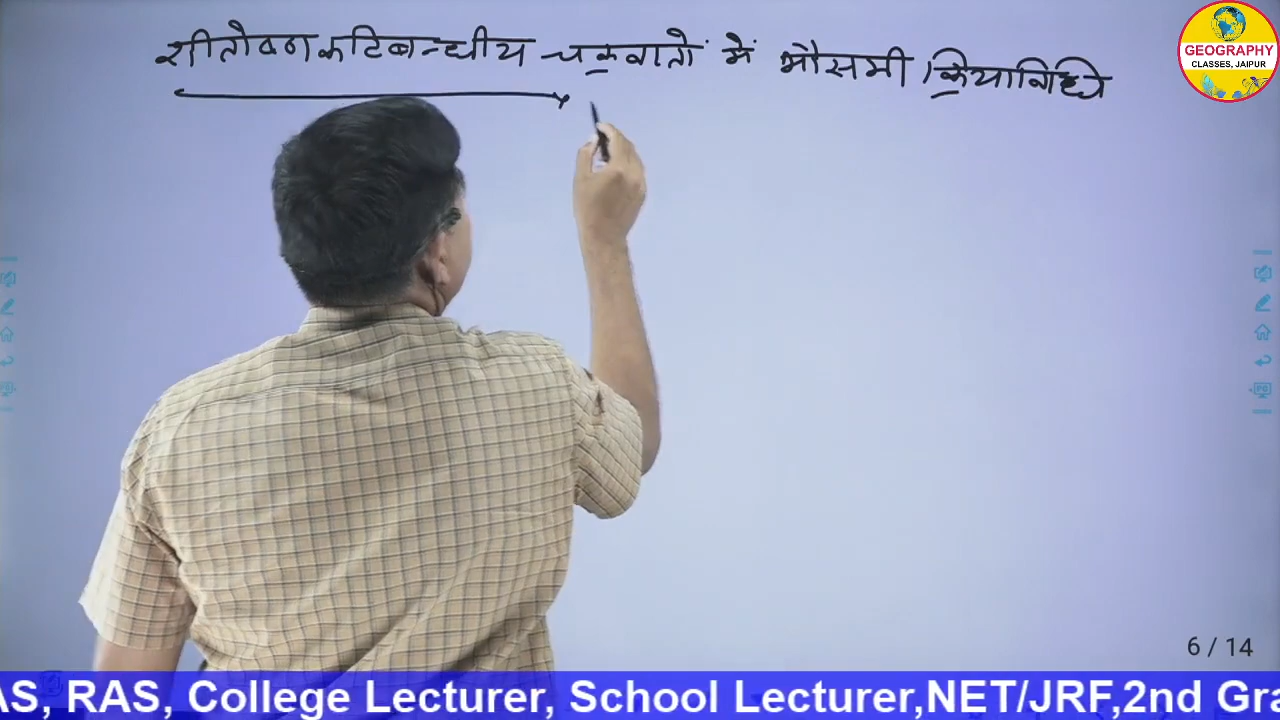 शीतोष्ण कटिबन्धीय चक्रवातों में मौसमी क्रियाविधि
GEOGRAPHY
CLASSES, JAIPUR
6 / 14
AS, RAS, College Lecturer, School Lecturer,NET/JRF,2nd Gra